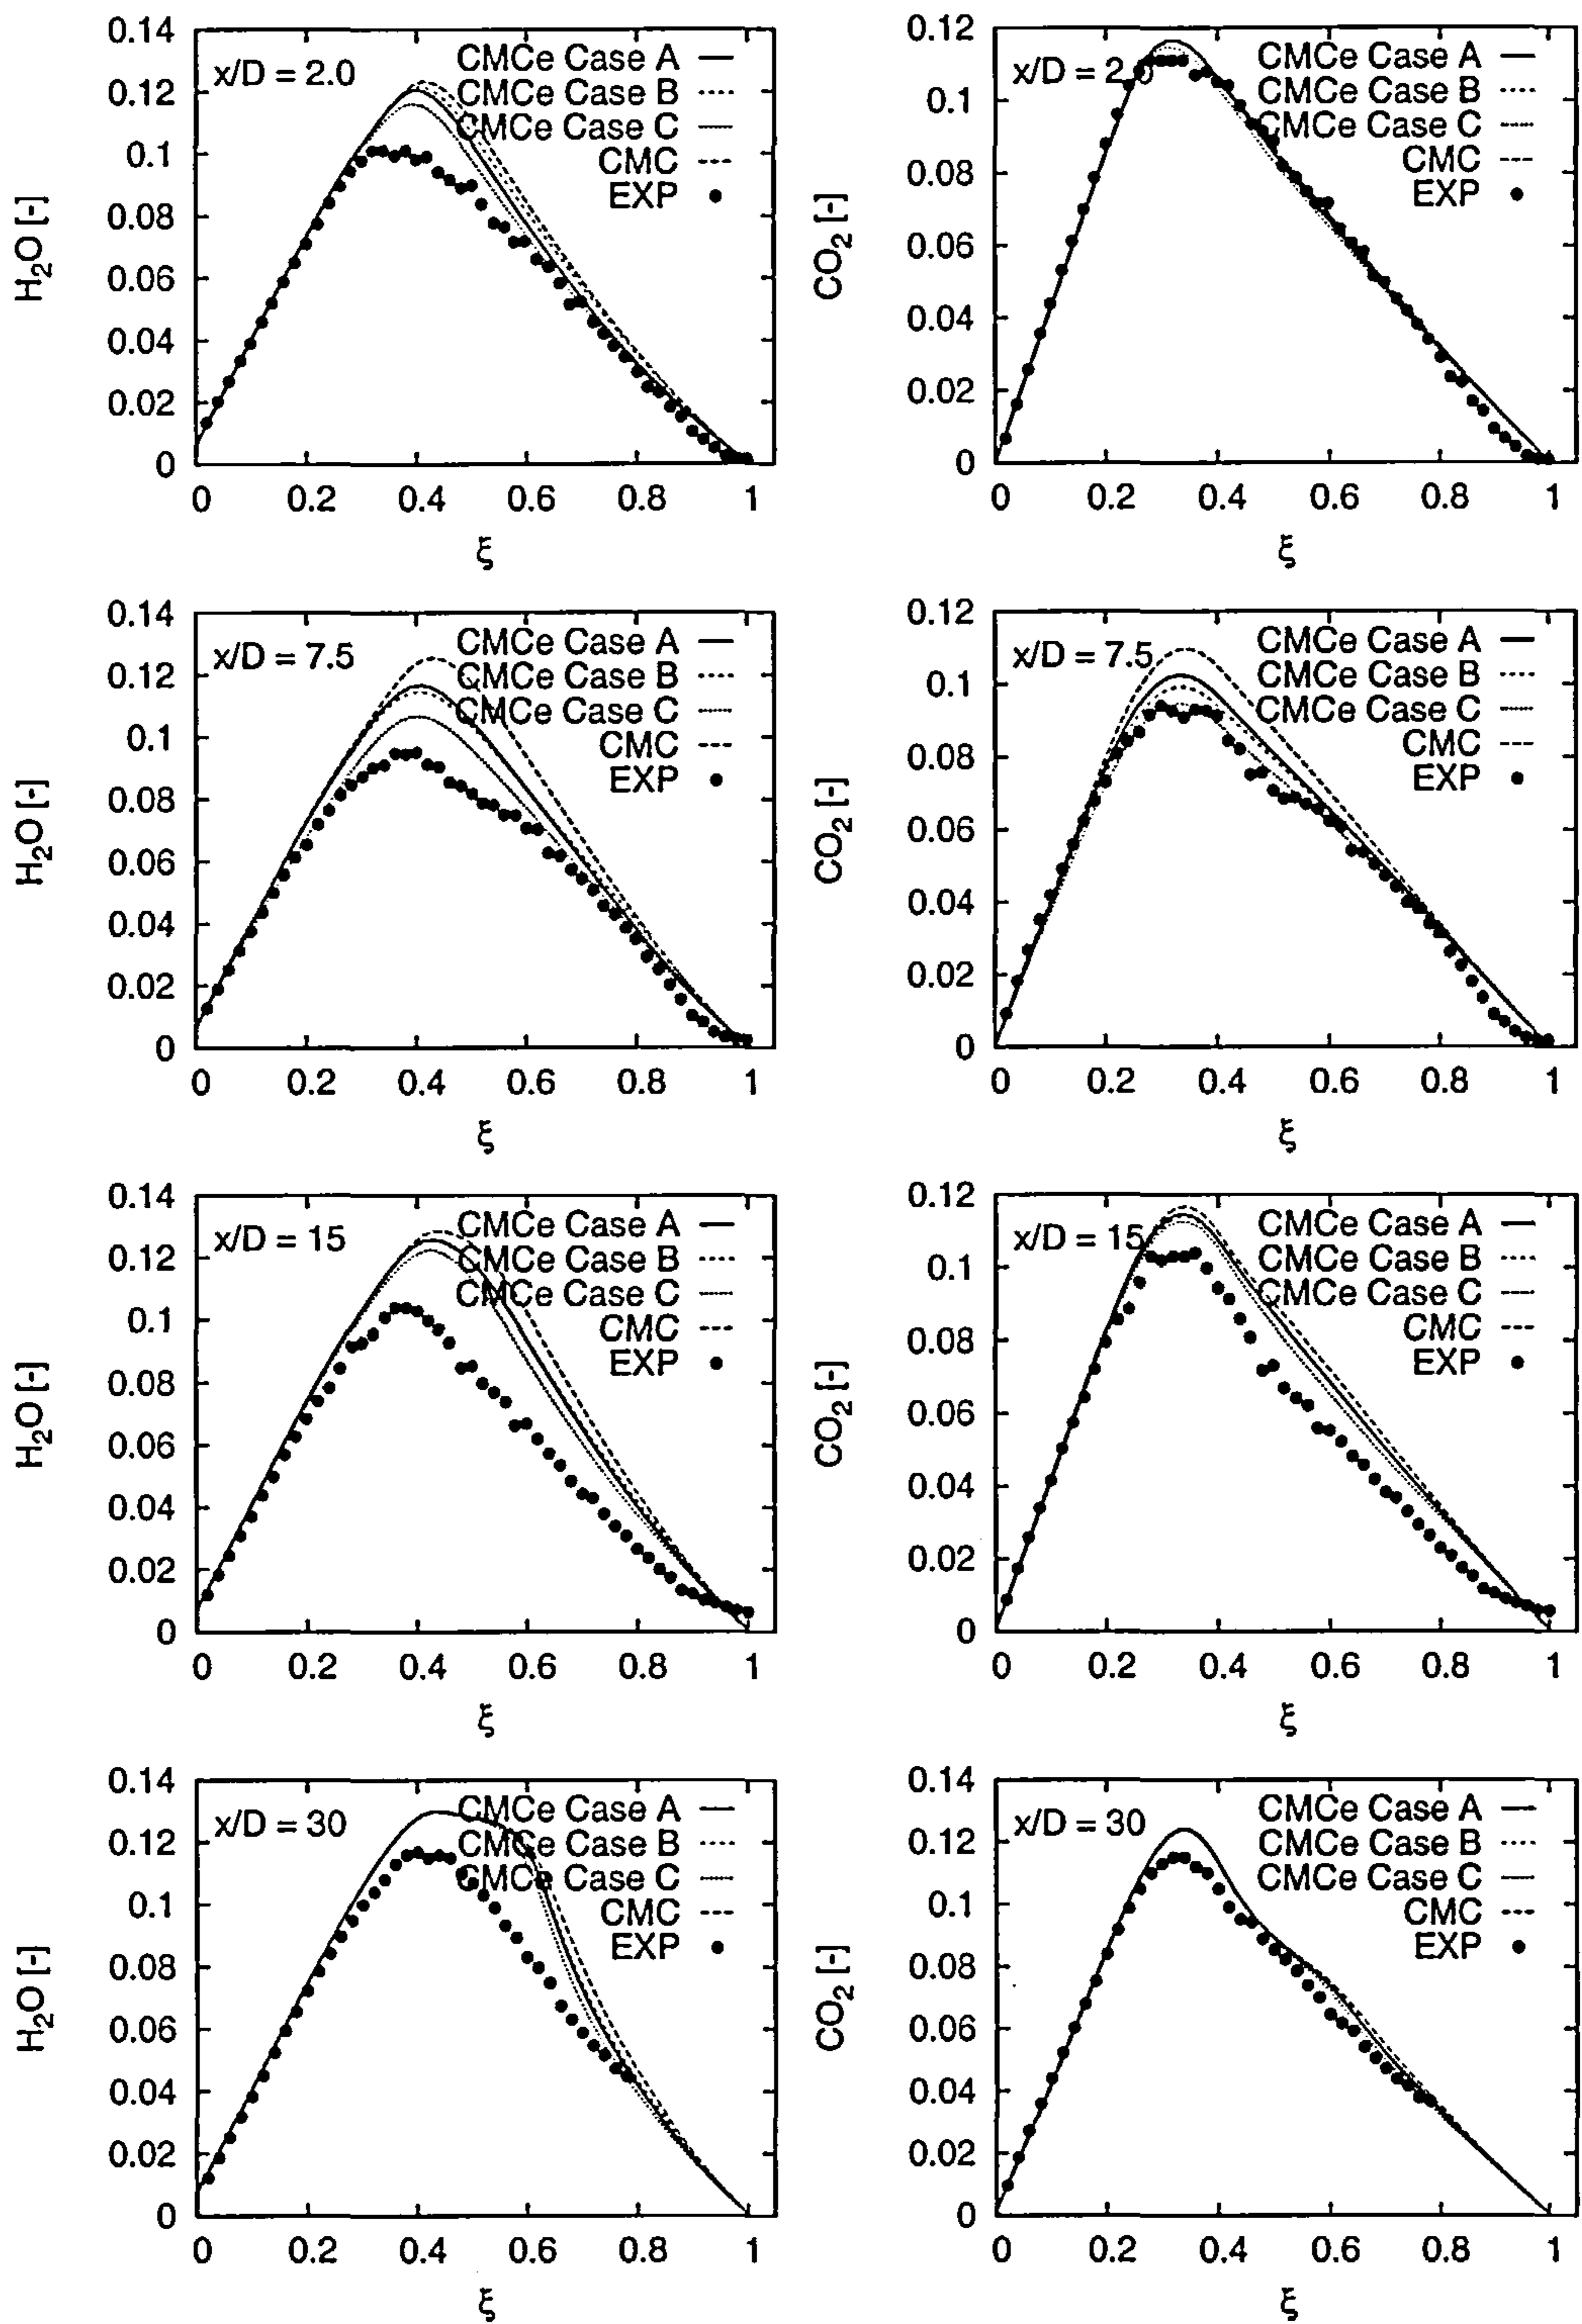 0.14
x/D = 2.0
CMCe Case A
0.12
CMCe Case B
CMCe Case C
0.1
CMC
EXP
0.08
H₂O [-]
0.06
0.04
0.02
0
0 0.2 0.4 0.6 0.8 1
ξ
0.12
x/D = 2.0
CMCe Case A
CMCe Case B
0.1
CMCe Case C
CMC
0.08
EXP
CO₂ [-]
0.06
0.04
0.02
0
0 0.2 0.4 0.6 0.8 1
ξ
0.14
x/D = 7.5
CMCe Case A
0.12
CMCe Case B
CMCe Case C
0.1
CMC
EXP
0.08
H₂O [-]
0.06
0.04
0.02
0
0 0.2 0.4 0.6 0.8 1
ξ
0.12
x/D = 7.5
CMCe Case A
CMCe Case B
0.1
CMCe Case C
CMC
0.08
EXP
CO₂ [-]
0.06
0.04
0.02
0
0 0.2 0.4 0.6 0.8 1
ξ
0.14
x/D = 15
CMCe Case A
0.12
CMCe Case B
CMCe Case C
0.1
CMC
EXP
0.08
H₂O [-]
0.06
0.04
0.02
0
0 0.2 0.4 0.6 0.8 1
ξ
0.12
x/D = 15
CMCe Case A
CMCe Case B
0.1
CMCe Case C
CMC
0.08
EXP
CO₂ [-]
0.06
0.04
0.02
0
0 0.2 0.4 0.6 0.8 1
ξ
0.14
x/D = 30
CMCe Case A
0.12
CMCe Case B
CMCe Case C
0.1
CMC
EXP
0.08
H₂O [-]
0.06
0.04
0.02
0
0 0.2 0.4 0.6 0.8 1
ξ
0.14
x/D = 30
CMCe Case A
0.12
CMCe Case B
CMCe Case C
0.1
CMC
EXP
0.08
CO₂ [-]
0.06
0.04
0.02
0
0 0.2 0.4 0.6 0.8 1
ξ